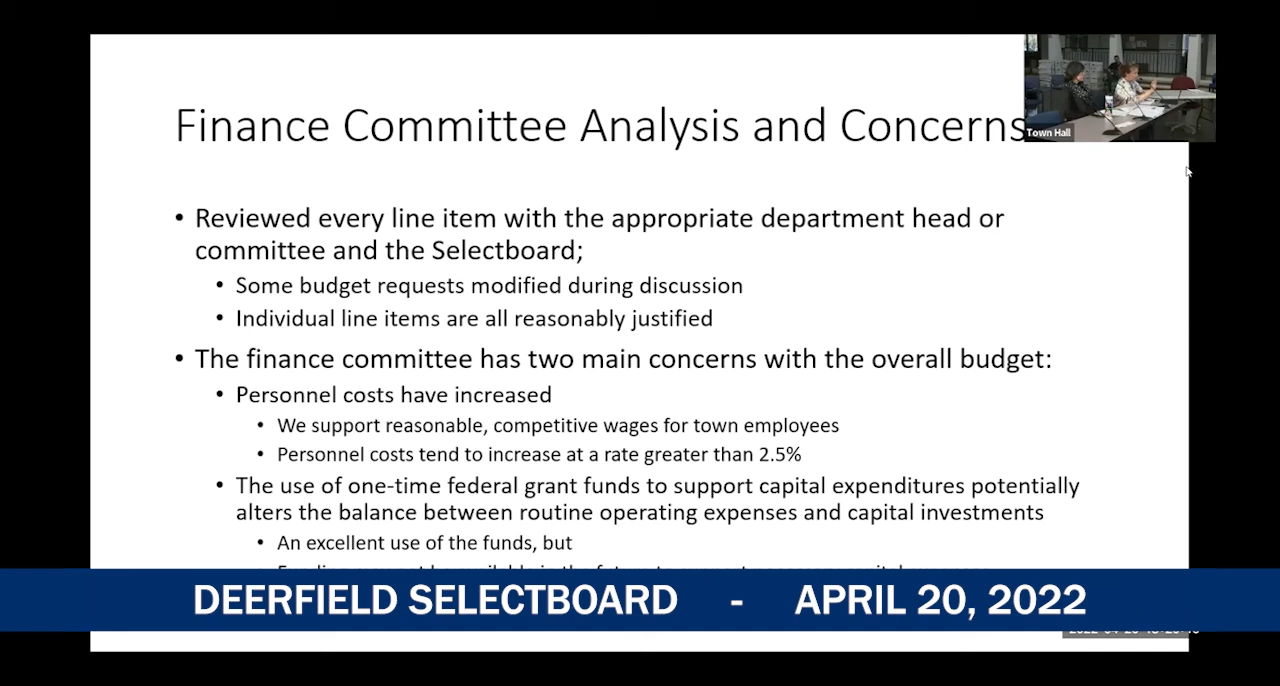 Finance Committee Analysis and Concerns
Town Hall
• Reviewed every line item with the appropriate department head or
committee and the Selectboard;
• Some budget requests modified during discussion
• Individual line items are all reasonably justified
• The finance committee has two main concerns with the overall budget:
• Personnel costs have increased
• We support reasonable, competitive wages for town employees
• Personnel costs tend to increase at a rate greater than 2.5%
• The use of one-time federal grant funds to support capital expenditures potentially
alters the balance between routine operating expenses and capital investments
• An excellent use of the funds, but
DEERFIELD SELECTBOARD - APRIL 20, 2022